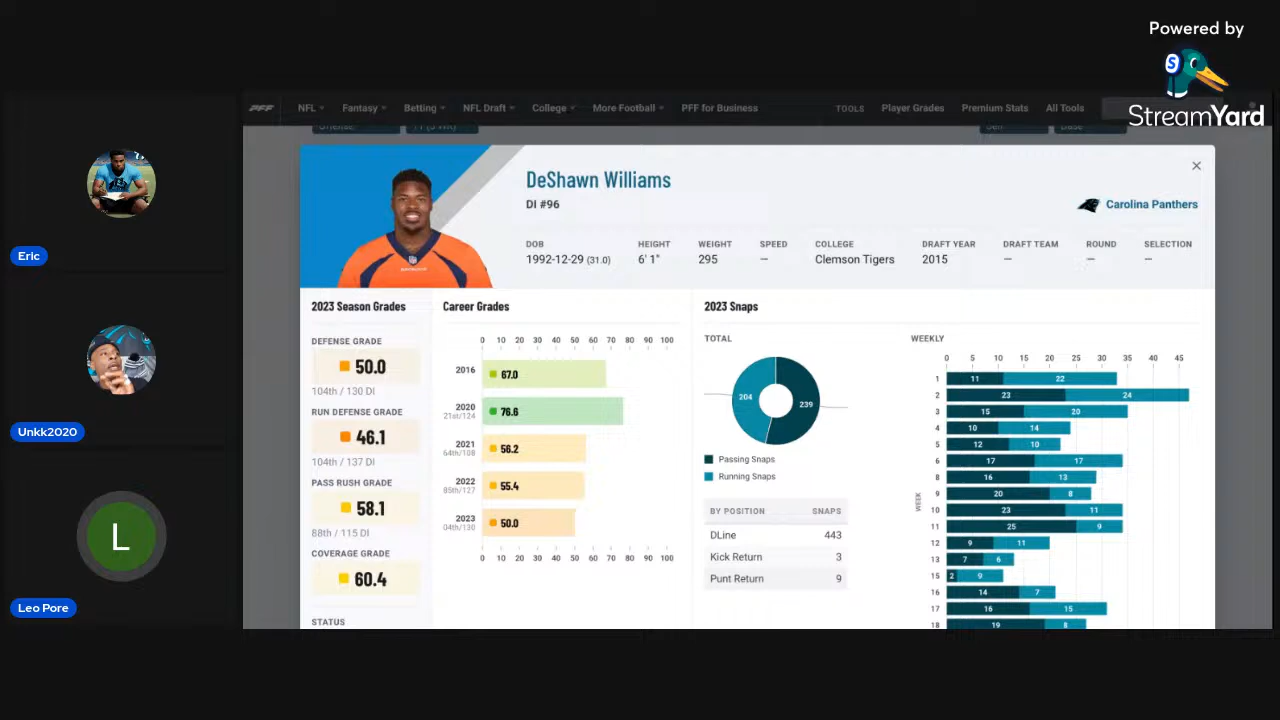 Powered by
StreamYard
PFF NFL Fantasy Betting NFL Draft College More Football PFF for Business TOOLS Player Grades Premium Stats All Tools
DeShawn Williams
DI #96
Carolina Panthers
DOB HEIGHT WEIGHT SPEED COLLEGE DRAFT YEAR DRAFT TEAM ROUND SELECTION
1992-12-29 (31.0) 6' 1" 295 — Clemson Tigers 2015 — — —
2023 Season Grades
DEFENSE GRADE
50.0
104th / 130 DI
RUN DEFENSE GRADE
46.1
104th / 137 DI
PASS RUSH GRADE
58.1
88th / 115 DI
COVERAGE GRADE
60.4
STATUS
Career Grades
0 10 20 30 40 50 60 70 80 90 100
2016 67.0
2020 76.6
21st/124
2021 56.2
64th/108
2022 55.4
85th/127
2023 50.0
04th/130
0 10 20 30 40 50 60 70 80 90 100
2023 Snaps
TOTAL
204 239
Passing Snaps
Running Snaps
BY POSITION SNAPS
DLine 443
Kick Return 3
Punt Return 9
WEEKLY
0 5 10 15 20 25 30 35 40 45
WEEK
1 11 22
2 23 24
3 15 20
4 10 14
5 12 10
6 17 17
8 16 13
9 20 8
10 23 11
11 25 9
12 9 11
13 7 6
15 2 9
16 14 7
17 16 15
18 19 8
Eric
Unkk2020
L
Leo Pore